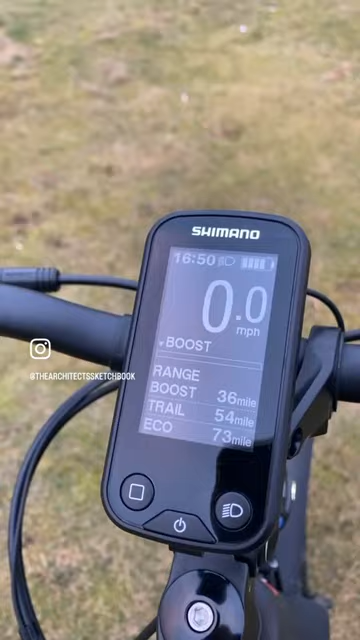 SHIMANO
16:50
0.0
mph
BOOST
RANGE
BOOST 36mile
TRAIL 54mile
ECO 73mile
@THEARCHITECTSSKETCHBOOK